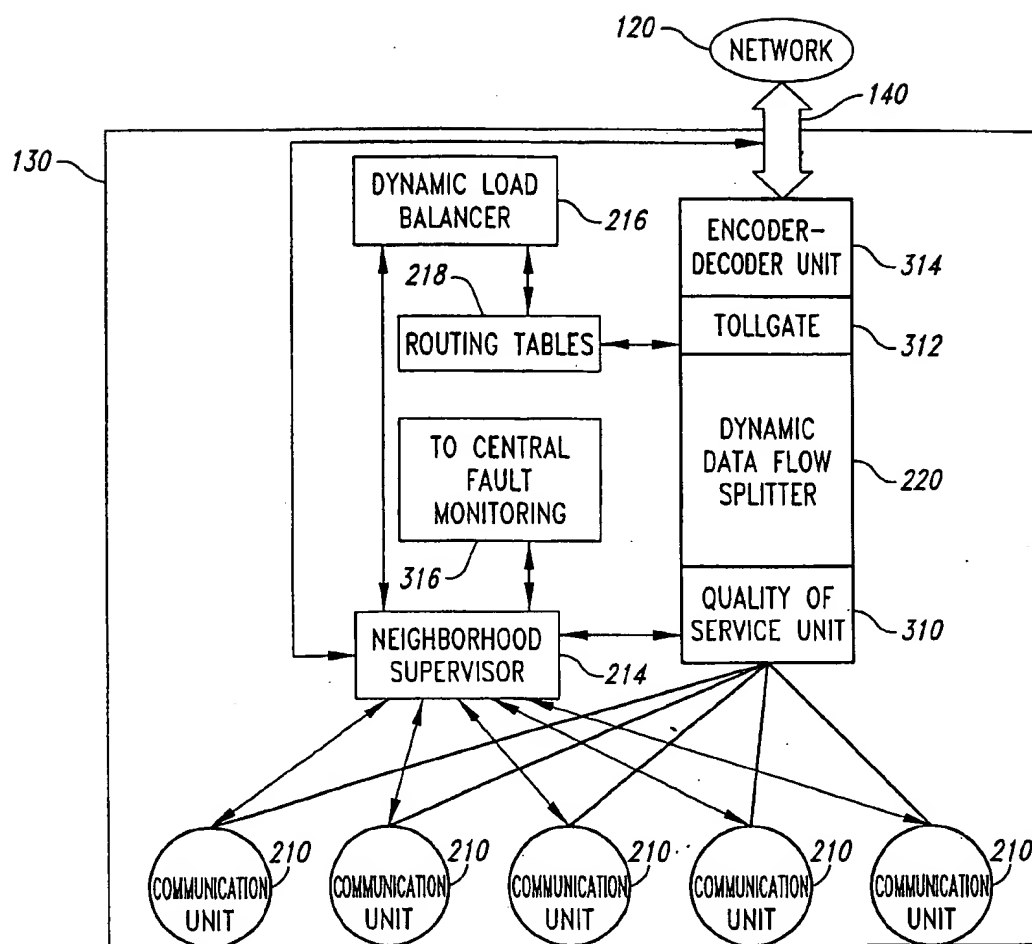 120
NETWORK
140
130
DYNAMIC LOAD
BALANCER
216
ENCODER-
DECODER UNIT
314
218
ROUTING TABLES
TOLLGATE
312
TO CENTRAL
FAULT
MONITORING
316
DYNAMIC
DATA FLOW
SPLITTER
220
QUALITY OF
SERVICE UNIT
310
NEIGHBORHOOD
SUPERVISOR
214
210
COMMUNICATION
UNIT
210
COMMUNICATION
UNIT
210
COMMUNICATION
UNIT
210
COMMUNICATION
UNIT
210
COMMUNICATION
UNIT